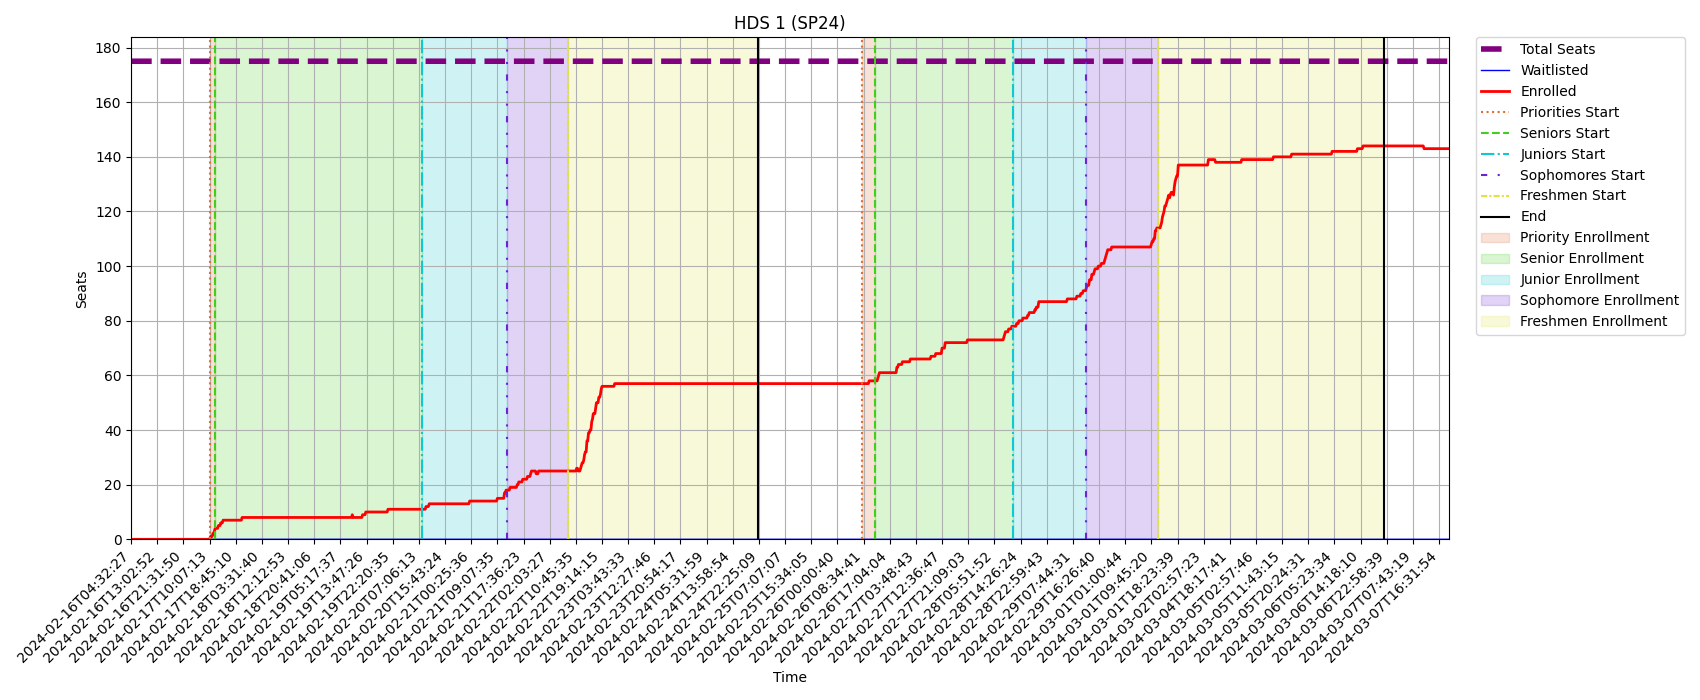 HDS 1 (SP24)
180
160
140
120
100
80
60
40
20
0
Seats
2024-02-16T04:32:27
2024-02-16T13:02:52
2024-02-16T21:31:50
2024-02-17T10:07:13
2024-02-17T18:45:10
2024-02-18T03:31:40
2024-02-18T12:12:53
2024-02-18T20:41:06
2024-02-19T05:17:37
2024-02-19T13:47:26
2024-02-19T22:20:35
2024-02-20T07:06:13
2024-02-20T15:43:24
2024-02-21T00:25:36
2024-02-21T09:07:35
2024-02-21T17:36:23
2024-02-22T02:03:27
2024-02-22T10:45:35
2024-02-22T19:14:15
2024-02-23T03:43:33
2024-02-23T12:27:46
2024-02-23T20:54:17
2024-02-24T05:31:59
2024-02-24T13:58:54
2024-02-24T22:25:09
2024-02-25T07:07:07
2024-02-25T15:34:05
2024-02-26T00:00:40
2024-02-26T08:34:41
2024-02-26T17:04:04
2024-02-27T03:48:43
2024-02-27T12:36:47
2024-02-27T21:09:03
2024-02-28T05:51:52
2024-02-28T14:26:24
2024-02-28T22:59:43
2024-02-29T07:44:31
2024-02-29T16:26:40
2024-03-01T01:00:44
2024-03-01T09:45:20
2024-03-01T18:23:39
2024-03-02T02:57:23
2024-03-04T18:17:41
2024-03-05T02:57:46
2024-03-05T11:43:15
2024-03-05T20:24:31
2024-03-06T05:23:34
2024-03-06T14:18:10
2024-03-06T22:58:39
2024-03-07T07:43:19
2024-03-07T16:31:54
Time
Total Seats
Waitlisted
Enrolled
Priorities Start
Seniors Start
Juniors Start
Sophomores Start
Freshmen Start
End
Priority Enrollment
Senior Enrollment
Junior Enrollment
Sophomore Enrollment
Freshmen Enrollment